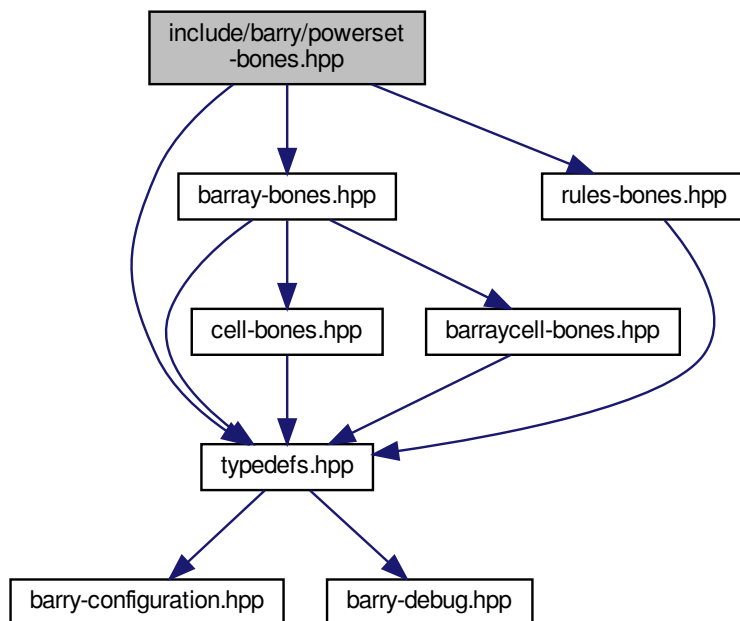 include/barry/powerset
-bones.hpp
barray-bones.hpp
rules-bones.hpp
cell-bones.hpp
barraycell-bones.hpp
typedefs.hpp
barry-configuration.hpp
barry-debug.hpp